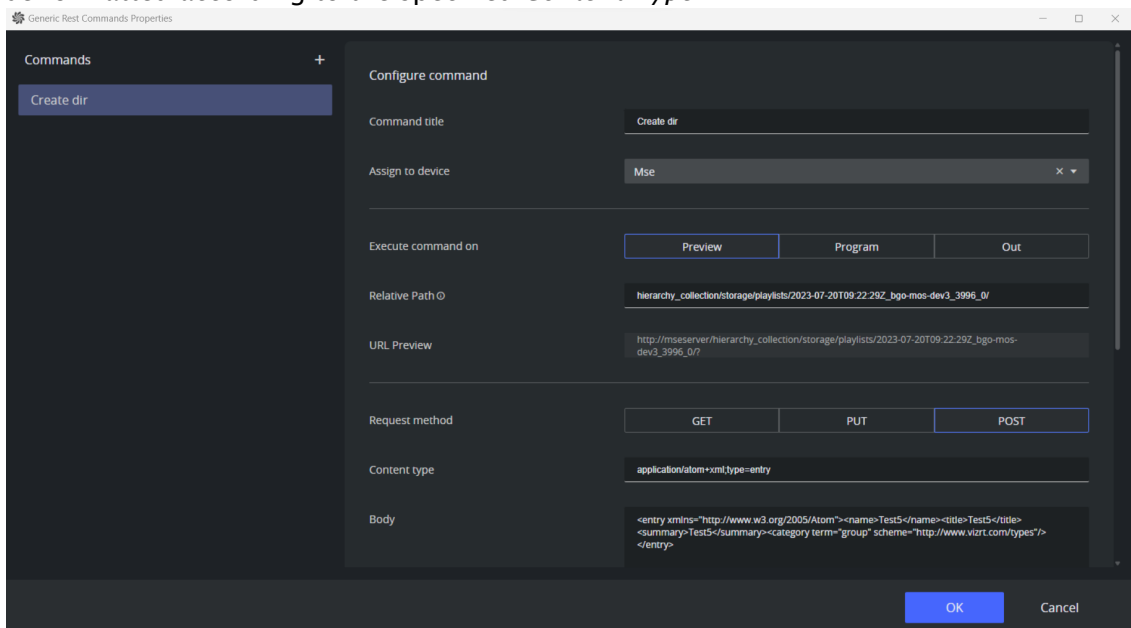 Generic Rest Commands Properties
Commands +
Create dir
Configure command
Command title
Create dir
Assign to device
Mse
Execute command on
Preview Program Out
Relative Path
hierarchy_collection/storage/playlists/2023-07-20T09:22:29Z_bgo-mos-dev3_3996_0/
URL Preview
http://mseserver/hierarchy_collection/storage/playlists/2023-07-20T09:22:29Z_bgo-mos-
dev3_3996_0/?
Request method
GET PUT POST
Content type
application/atom+xml;type=entry
Body
<entry xmlns="http://www.w3.org/2005/Atom"><name>Test5</name><title>Test5</title>
<summary>Test5</summary><category term="group" scheme="http://www.vizrt.com/types"/>
</entry>
OK Cancel